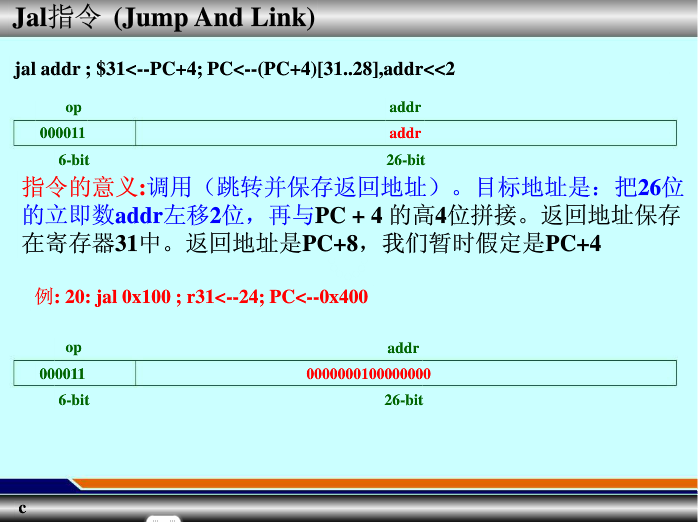 Jal指令 (Jump And Link)
jal addr ; $31<--PC+4; PC<--(PC+4)[31..28],addr<<2
op addr
000011 addr
6-bit 26-bit
指令的意义:调用（跳转并保存返回地址）。目标地址是：把26位
的立即数addr左移2位，再与PC + 4 的高4位拼接。返回地址保存
在寄存器31中。返回地址是PC+8，我们暂时假定是PC+4
例: 20: jal 0x100 ; r31<--24; PC<--0x400
op addr
000011 0000000100000000
6-bit 26-bit
c